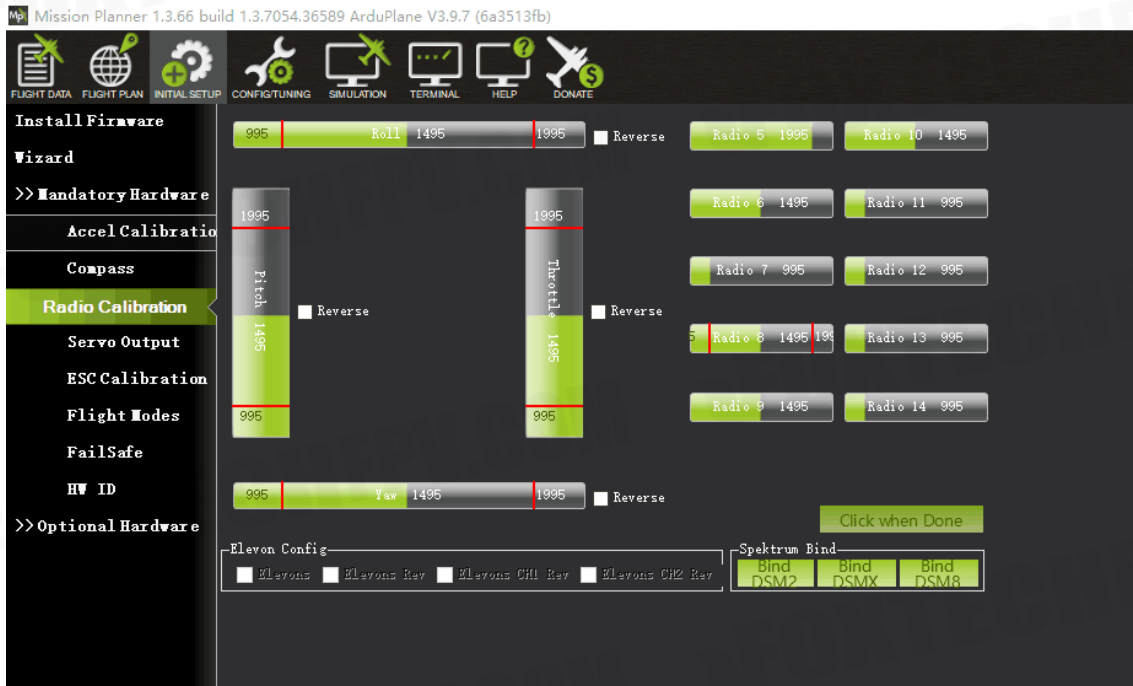 Mission Planner 1.3.66 build 1.3.7054.36589 ArduPlane V3.9.7 (6a3513fb)
FLIGHT DATA FLIGHT PLAN INITIAL SETUP CONFIG/TUNING SIMULATION TERMINAL HELP DONATE
Install Firmware
Wizard
>> Mandatory Hardware
Accel Calibratio
Compass
Radio Calibration
Servo Output
ESC Calibration
Flight Modes
FailSafe
HW ID
>> Optional Hardware
995 Roll 1495 1995 Reverse
Radio 5 1995 Radio 10 1495
1995 1995
Radio 6 1495 Radio 11 995
Pitch 1495 Reverse
Throttle 1495 Reverse
Radio 7 995 Radio 12 995
5 Radio 8 1495 199 Radio 13 995
995 995
Radio 9 1495 Radio 14 995
995 Yaw 1495 1995 Reverse
Click when Done
Elevon Config
Elevons Elevons Rev Elevons CH1 Rev Elevons CH2 Rev
Spektrum Bind
Bind DSM2 Bind DSMX Bind DSM8